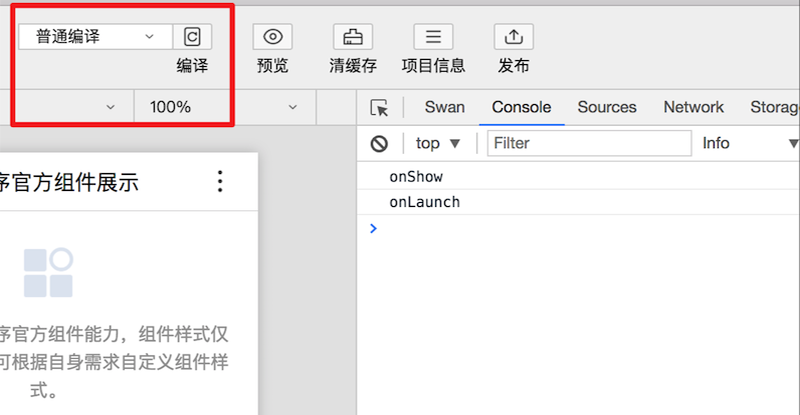 普通编译
编译
预览
清缓存
项目信息
发布
100%
Swan
Console
Sources
Network
Storag
top
Filter
Info
onShow
onLaunch
序官方组件展示
序官方组件能力，组件样式仅
可根据自身需求自定义组件样
式。